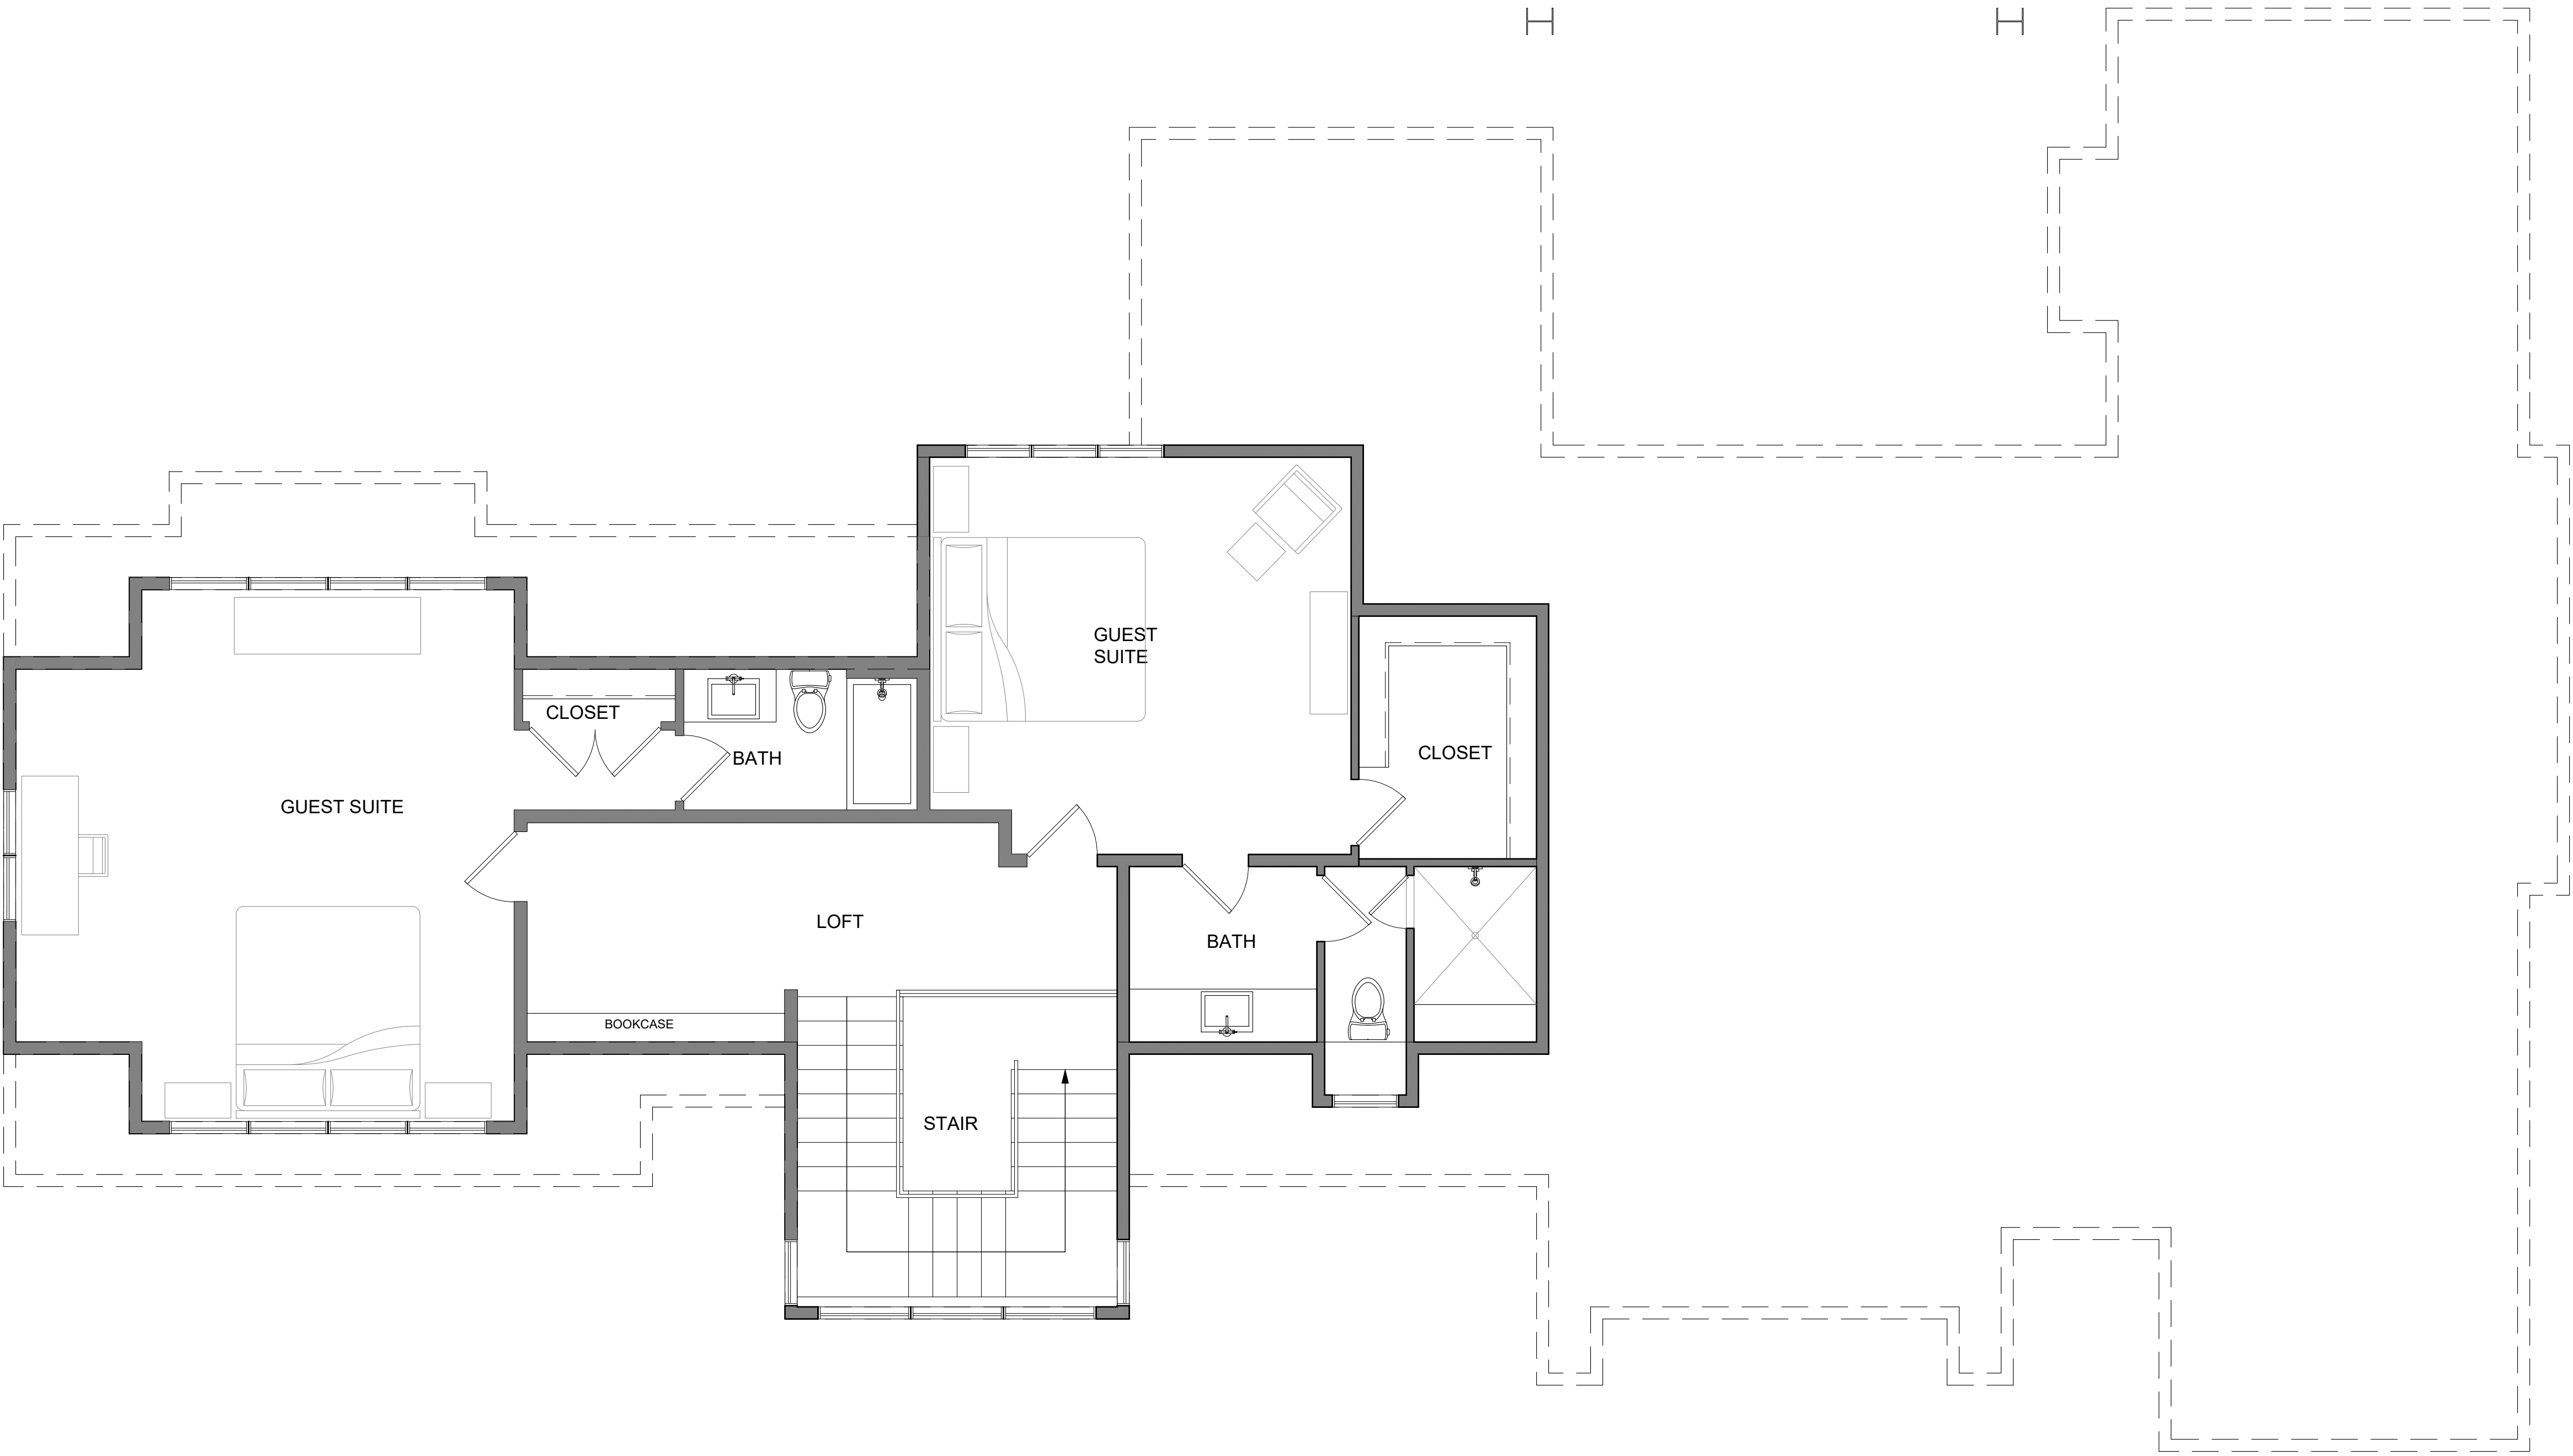 GUEST
SUITE
CLOSET
CLOSET
BATH
GUEST SUITE
LOFT
BATH
BOOKCASE
STAIR